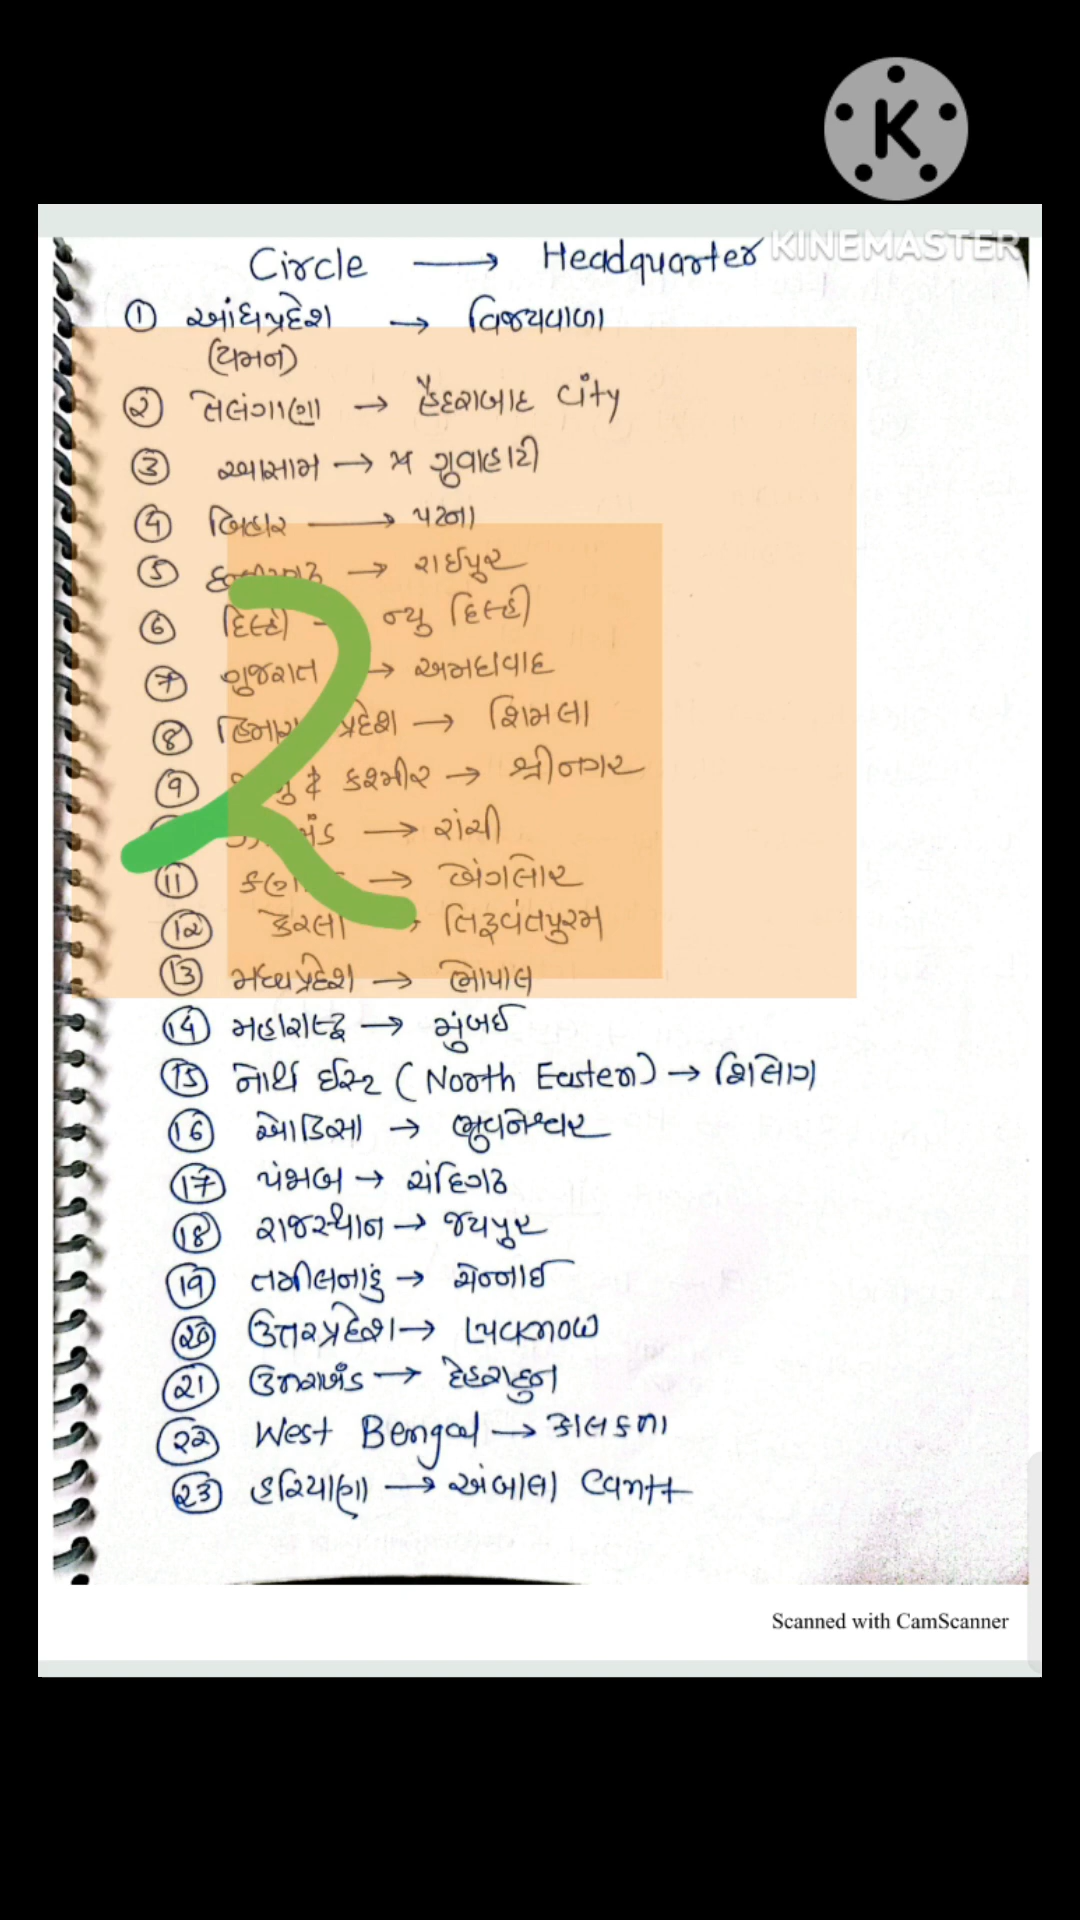 K
KINEMASTER
Circle → Headquarter
① આંધ્રપ્રદેશ → વિજયવાળા
(યમન)
② તેલંગાણા → હૈદરાબાદ City
③ આસામ → ગુવાહાટી
④ બિહાર → પટના
⑤ → રાઈપુર
⑥ દિલ્હી → ન્યુ દિલ્હી
⑦ ગુજરાત → અમદાવાદ
⑧ પ્રદેશ → શિમલા
⑨ કશ્મીર → શ્રીનગર
→ રાંચી
⑪ → બેંગલોર
⑫ કેરલા → તિરૂવંતપુરમ
⑬ મધ્યપ્રદેશ → ભોપાલ
⑭ મહારાષ્ટ્ર → મુંબઈ
⑮ નોર્થ ઈસ્ટ (North Eastern) → શિલોંગ
⑯ ઓડિસા → ભુવનેશ્વર
⑰ પંજાબ → ચંદિગઢ
⑱ રાજસ્થાન → જયપુર
⑲ તમીલનાડું → ચેન્નાઈ
⑳ ઉત્તરપ્રદેશ →
㉑ ઉત્તરાખંડ → દેહરાદુન
㉒ West Bengal → કોલકત્તા
㉓ હરિયાણા → અંબાલા Cantt
Scanned with CamScanner